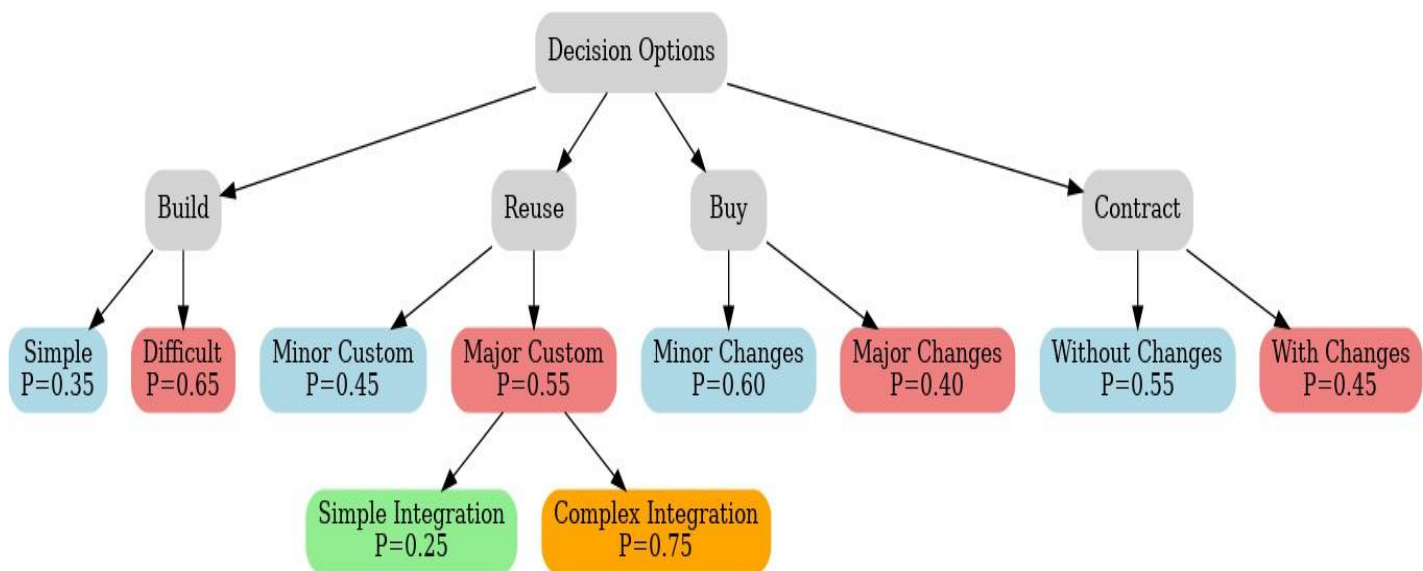 Decision Options
Build
Reuse
Buy
Contract
Simple
P=0.35
Difficult
P=0.65
Minor Custom
P=0.45
Major Custom
P=0.55
Minor Changes
P=0.60
Major Changes
P=0.40
Without Changes
P=0.55
With Changes
P=0.45
Simple Integration
P=0.25
Complex Integration
P=0.75